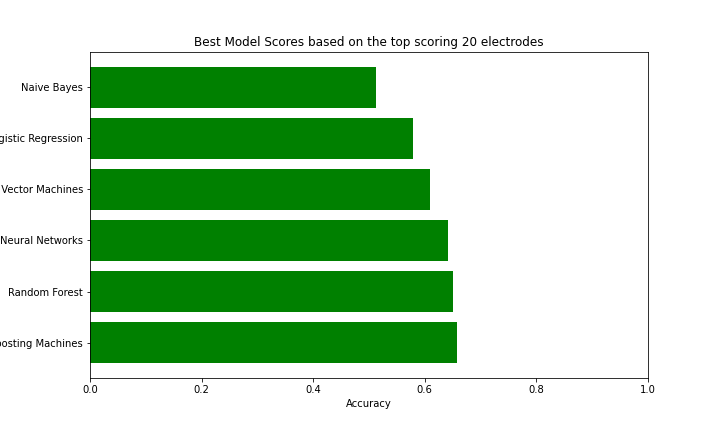 Best Model Scores based on the top scoring 20 electrodes
Naive Bayes
gistic Regression
Vector Machines
Neural Networks
Random Forest
osting Machines
0.0 0.2 0.4 0.6 0.8 1.0
Accuracy